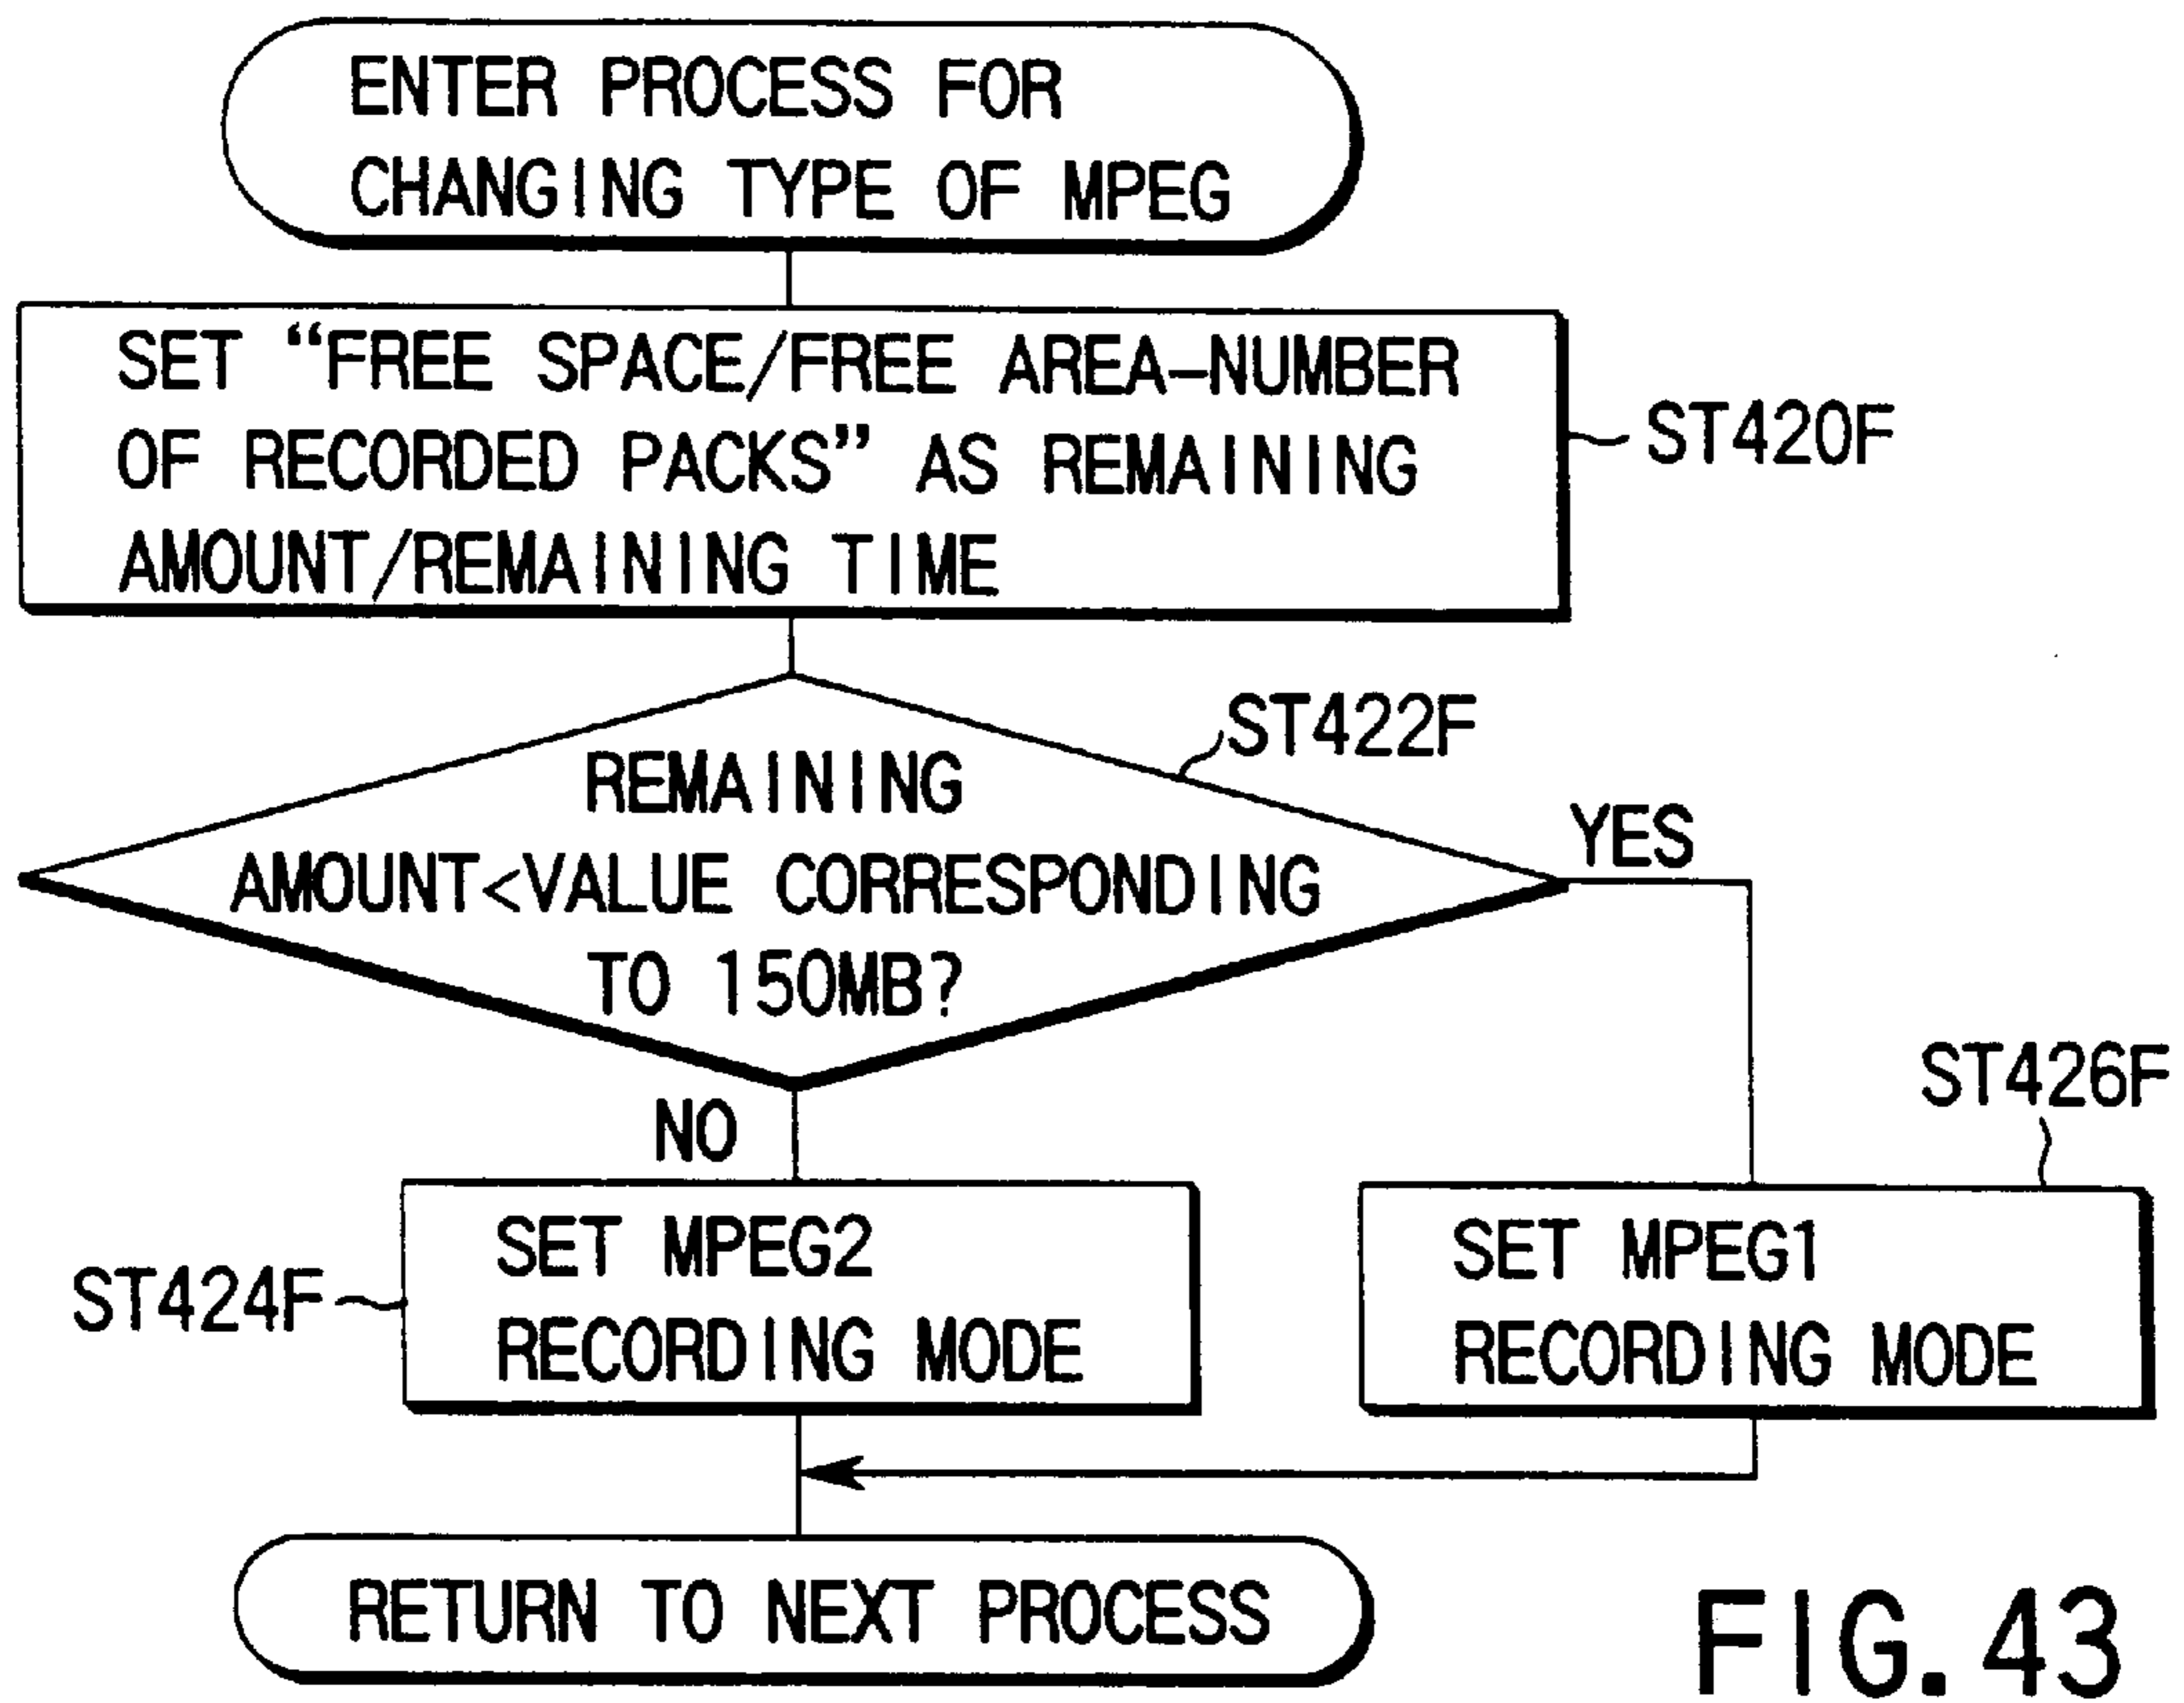 ENTER PROCESS FOR
CHANGING TYPE OF MPEG
SET “FREE SPACE/FREE AREA-NUMBER
OF RECORDED PACKS” AS REMAINING
AMOUNT/REMAINING TIME
ST420F
ST422F
REMAINING
AMOUNT<VALUE CORRESPONDING
TO 150MB?
YES
NO
ST426F
SET MPEG2
RECORDING MODE
ST424F
SET MPEG1
RECORDING MODE
RETURN TO NEXT PROCESS
FIG. 43